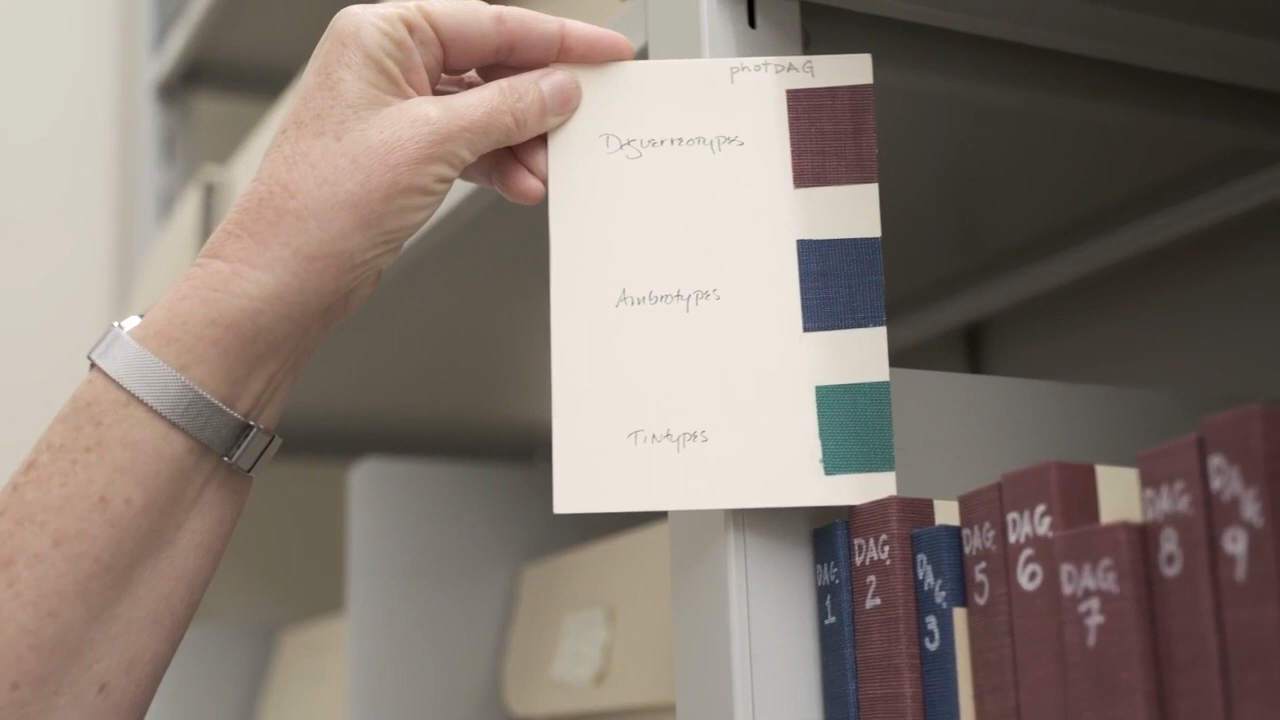 photDAG
Daguerreotypes
Ambrotypes
Tintypes
DAG. 1
DAG. 2
DAG. 3
DAG. 5
DAG. 6
DAG. 7
DAG. 8
DAG. 9